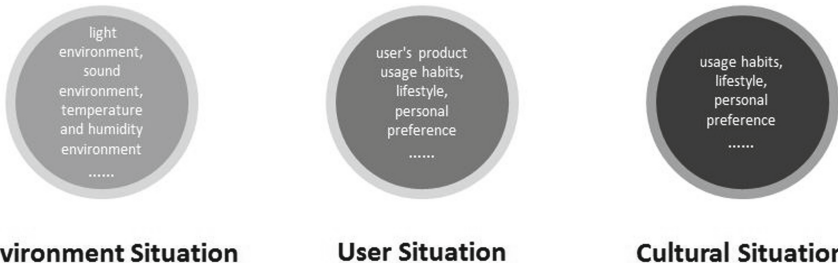 light
environment,
sound
environment,
temperature
and humidity
environment
......
user's product
usage habits,
lifestyle,
personal
preference
......
usage habits,
lifestyle,
personal
preference
......
vironment Situation
User Situation
Cultural Situation